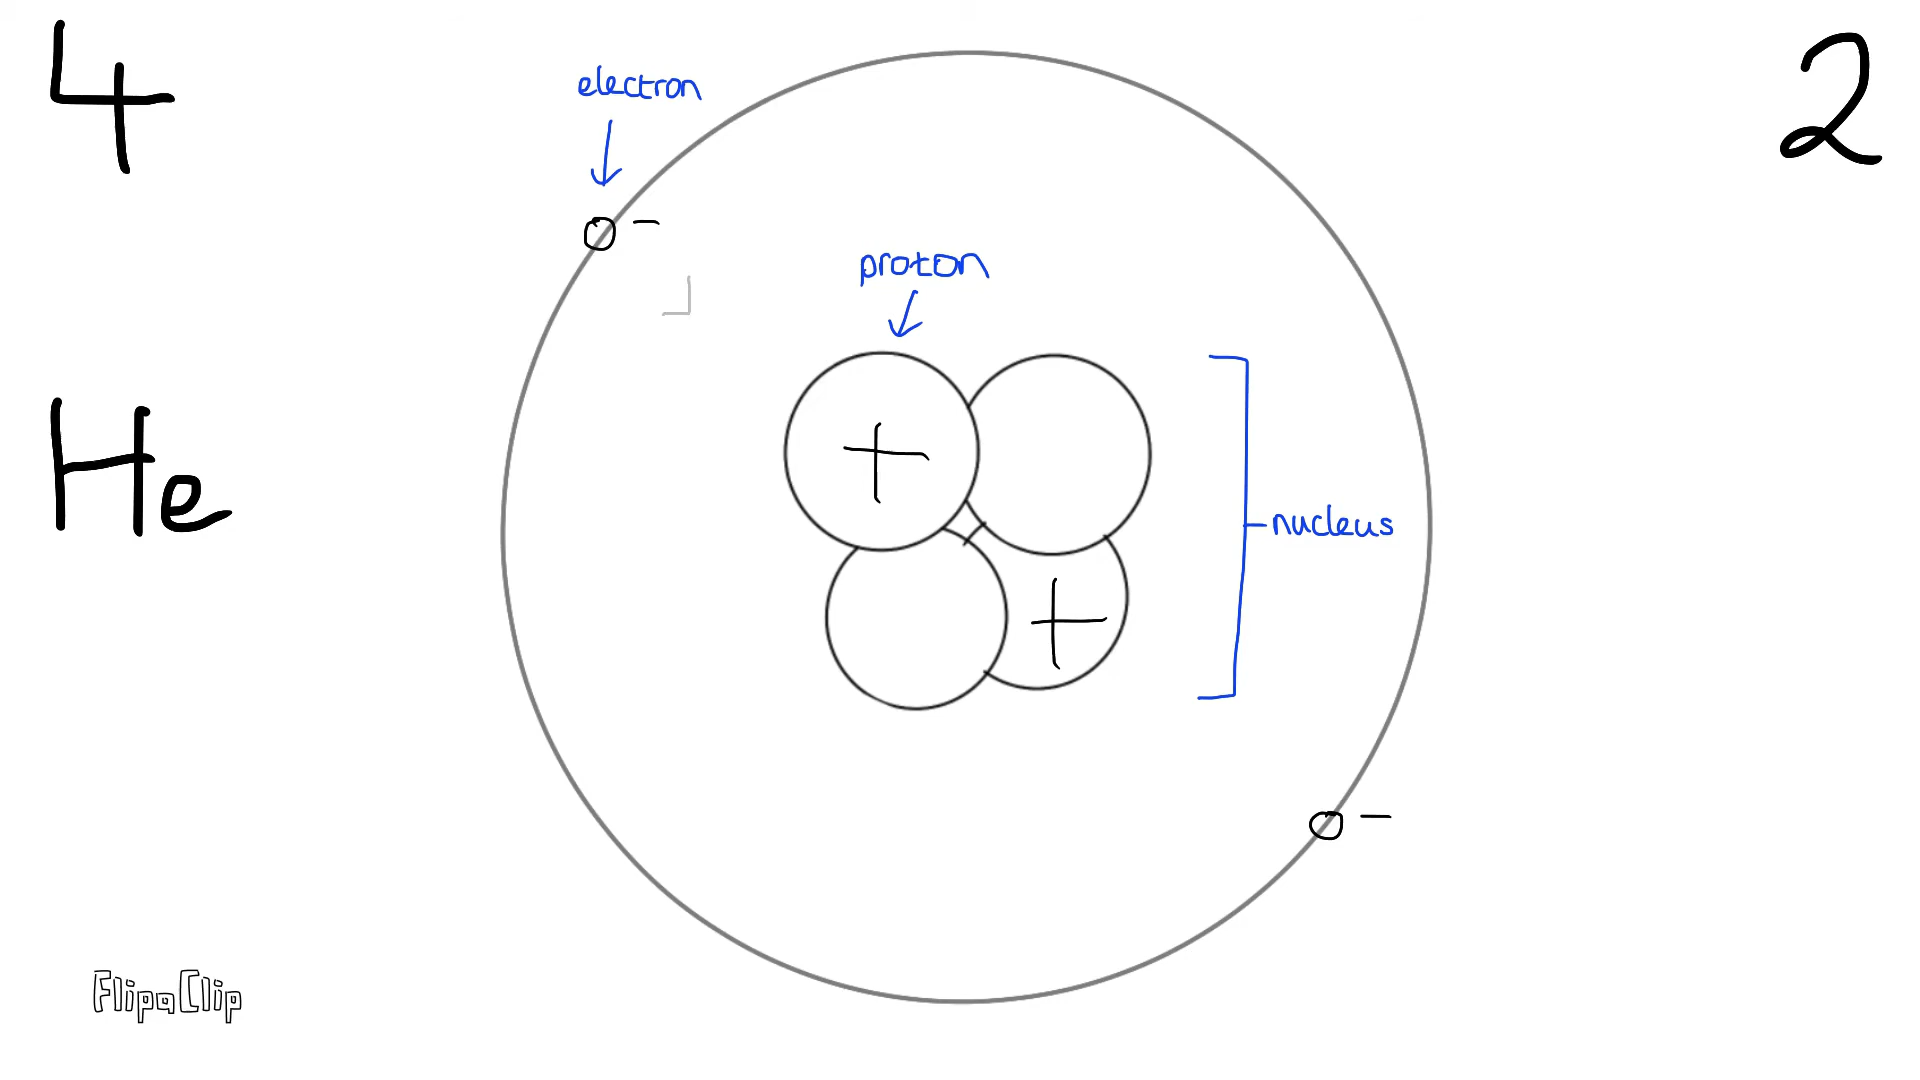 4
2
electron
−
proton
+
nucleus
He
+
−
FlipaClip